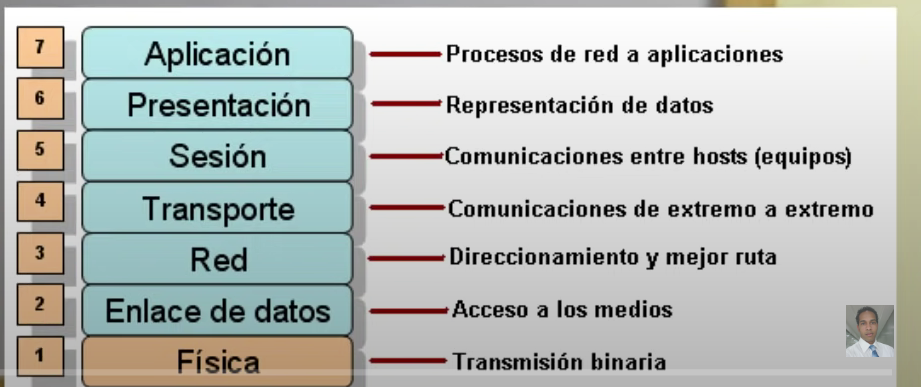 7 Aplicación Procesos de red a aplicaciones
6 Presentación Representación de datos
5 Sesión Comunicaciones entre hosts (equipos)
4 Transporte Comunicaciones de extremo a extremo
3 Red Direccionamiento y mejor ruta
2 Enlace de datos Acceso a los medios
1 Física Transmisión binaria